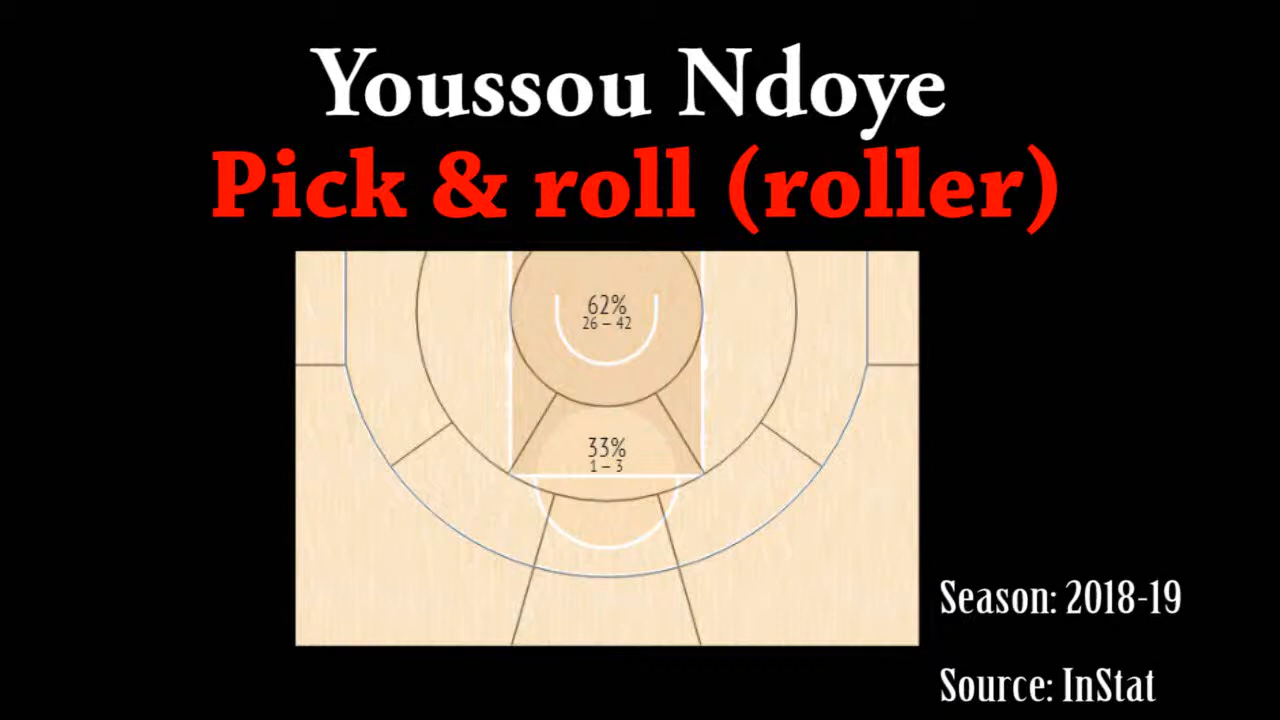 Youssou Ndoye
Pick & roll (roller)
62%
26 – 42
33%
1 – 3
Season: 2018-19
Source: InStat